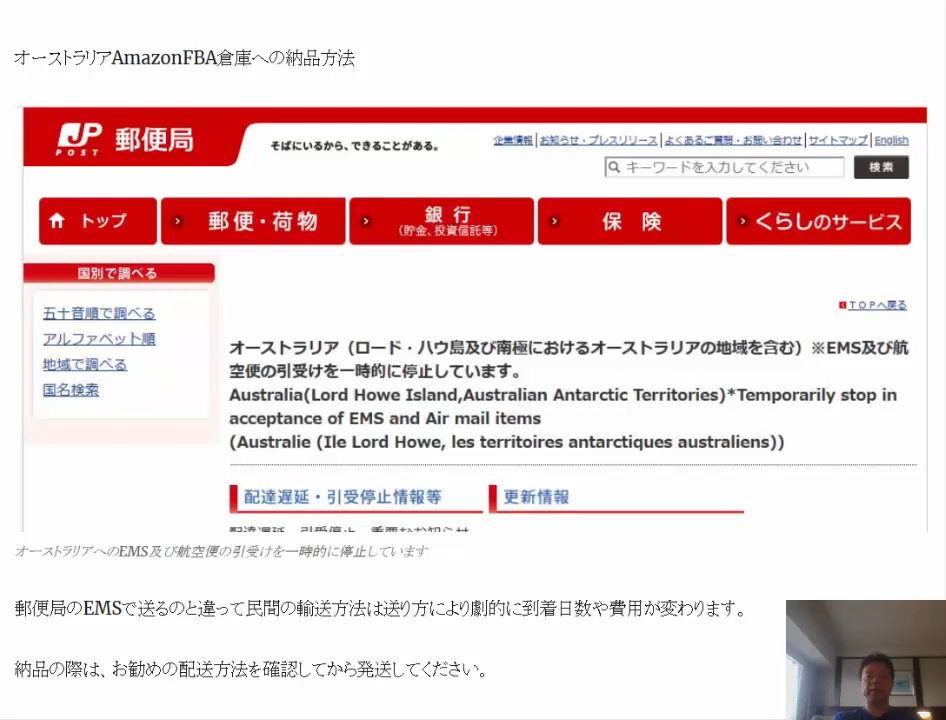 オーストラリアAmazonFBA倉庫への納品方法
JP POST 郵便局
そばにいるから、できることがある。
企業情報 | お知らせ・プレスリリース | よくあるご質問・お問い合わせ | サイトマップ | English
キーワードを入力してください 検索
トップ 郵便・荷物 銀行 (貯金、投資信託等) 保険 くらしのサービス
国別で調べる
五十音順で調べる
アルファベット順
地域で調べる
国名検索
TOPへ戻る
オーストラリア（ロード・ハウ島及び南極におけるオーストラリアの地域を含む）※EMS及び航
空便の引受けを一時的に停止しています。
Australia(Lord Howe Island,Australian Antarctic Territories)*Temporarily stop in
acceptance of EMS and Air mail items
(Australie (Ile Lord Howe, les territoires antarctiques australiens))
配達遅延・引受停止情報等 更新情報
配達遅延、引受停止、重要なお知らせ
オーストラリアへのEMS及び航空便の引受けを一時的に停止しています
郵便局のEMSで送るのと違って民間の輸送方法は送り方により劇的に到着日数や費用が変わります。
納品の際は、お勧めの配送方法を確認してから発送してください。